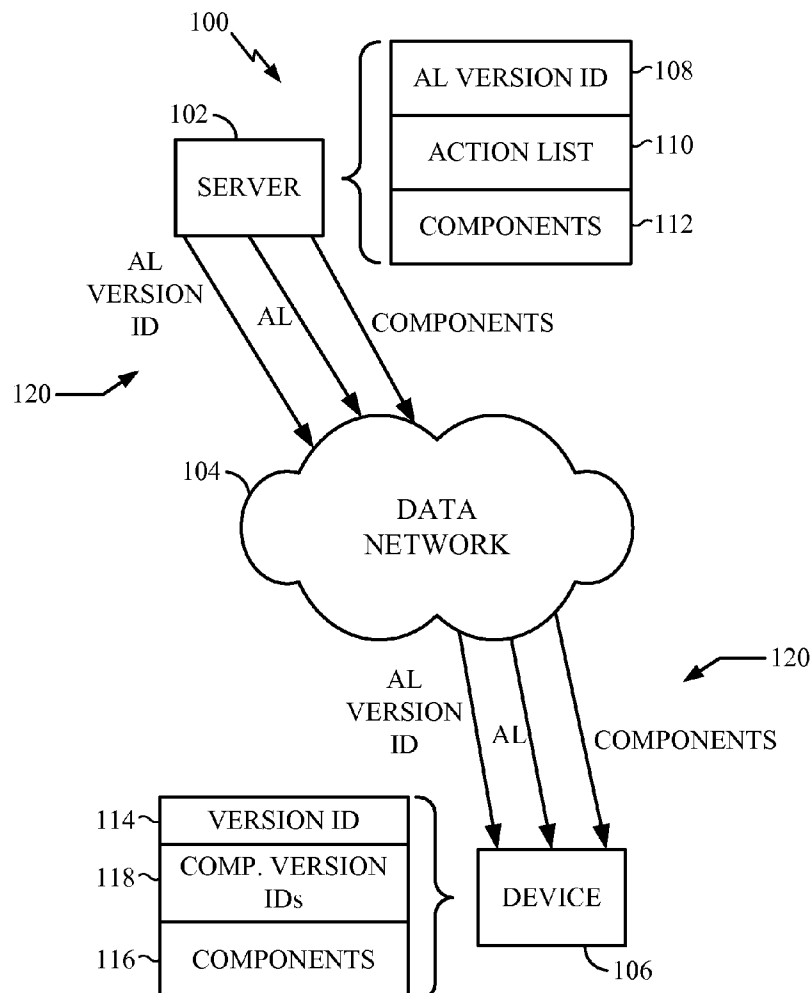 100
102
SERVER
AL VERSION ID
108
ACTION LIST
110
COMPONENTS
112
AL
VERSION
ID
AL
COMPONENTS
120
104
DATA
NETWORK
120
AL
VERSION
ID
AL
COMPONENTS
114
VERSION ID
118
COMP. VERSION
IDs
116
COMPONENTS
DEVICE
106